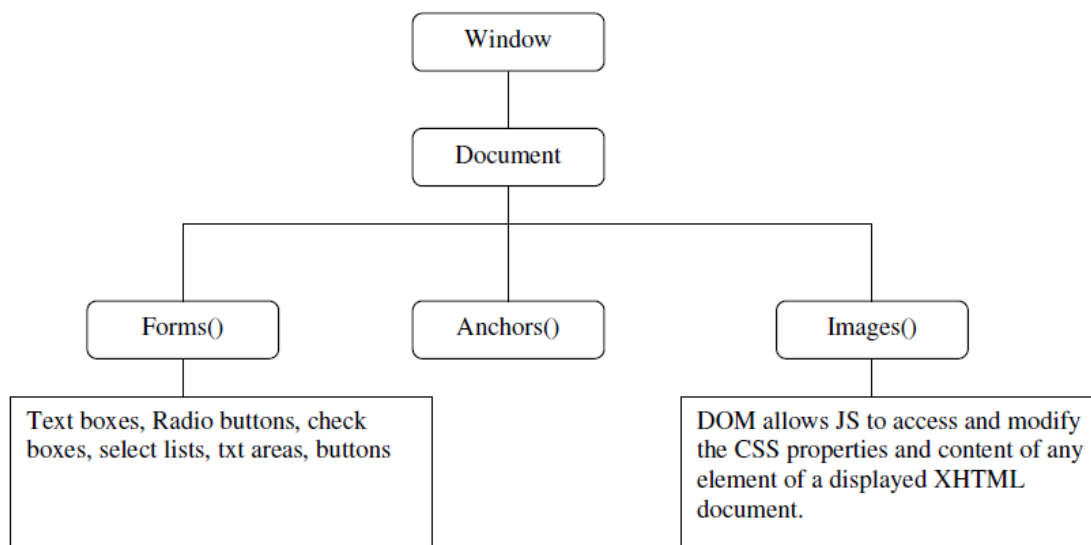 Window
Document
Forms()
Anchors()
Images()
Text boxes, Radio buttons, check
boxes, select lists, txt areas, buttons
DOM allows JS to access and modify
the CSS properties and content of any
element of a displayed XHTML
document.